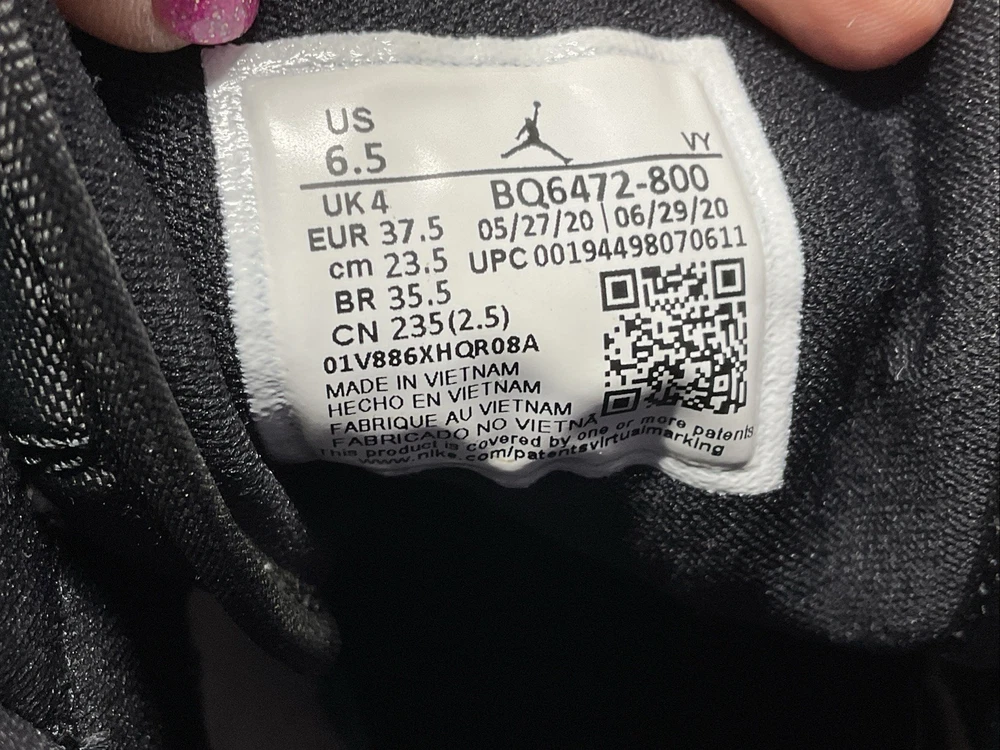 US
6.5
VY
UK 4
BQ6472-800
EUR 37.5
05/27/20 | 06/29/20
cm 23.5
UPC 00194498070611
BR 35.5
CN 235(2.5)
01V886XHQR08A
MADE IN VIETNAM
HECHO EN VIETNAM
FABRIQUE AU VIETNAM
FABRICADO NO VIETNÃ
This product is covered by one or more patents
www.nike.com/patentsvirtualmarking